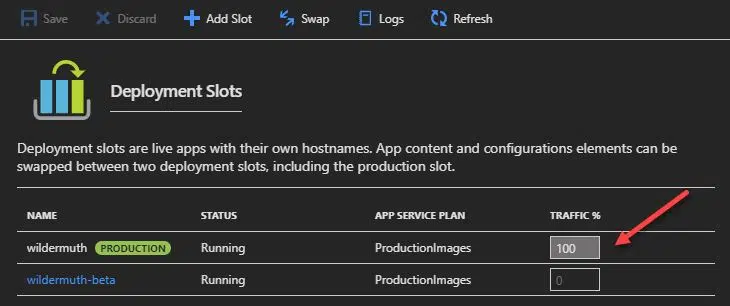 Save Discard Add Slot Swap Logs Refresh
Deployment Slots
Deployment slots are live apps with their own hostnames. App content and configurations elements can be
swapped between two deployment slots, including the production slot.
NAME STATUS APP SERVICE PLAN TRAFFIC %
wildermuth PRODUCTION Running ProductionImages 100
wildermuth-beta Running ProductionImages 0